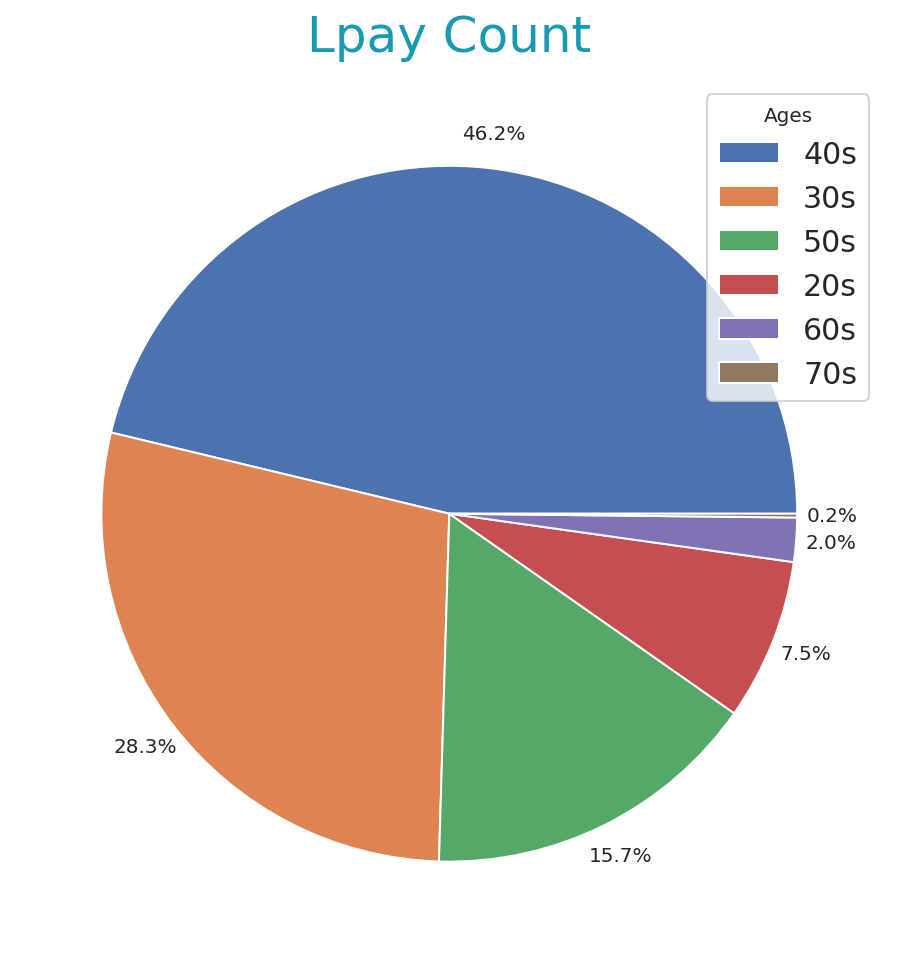 Lpay Count
46.2%
Ages
40s
30s
50s
20s
60s
70s
0.2%
2.0%
7.5%
28.3%
15.7%